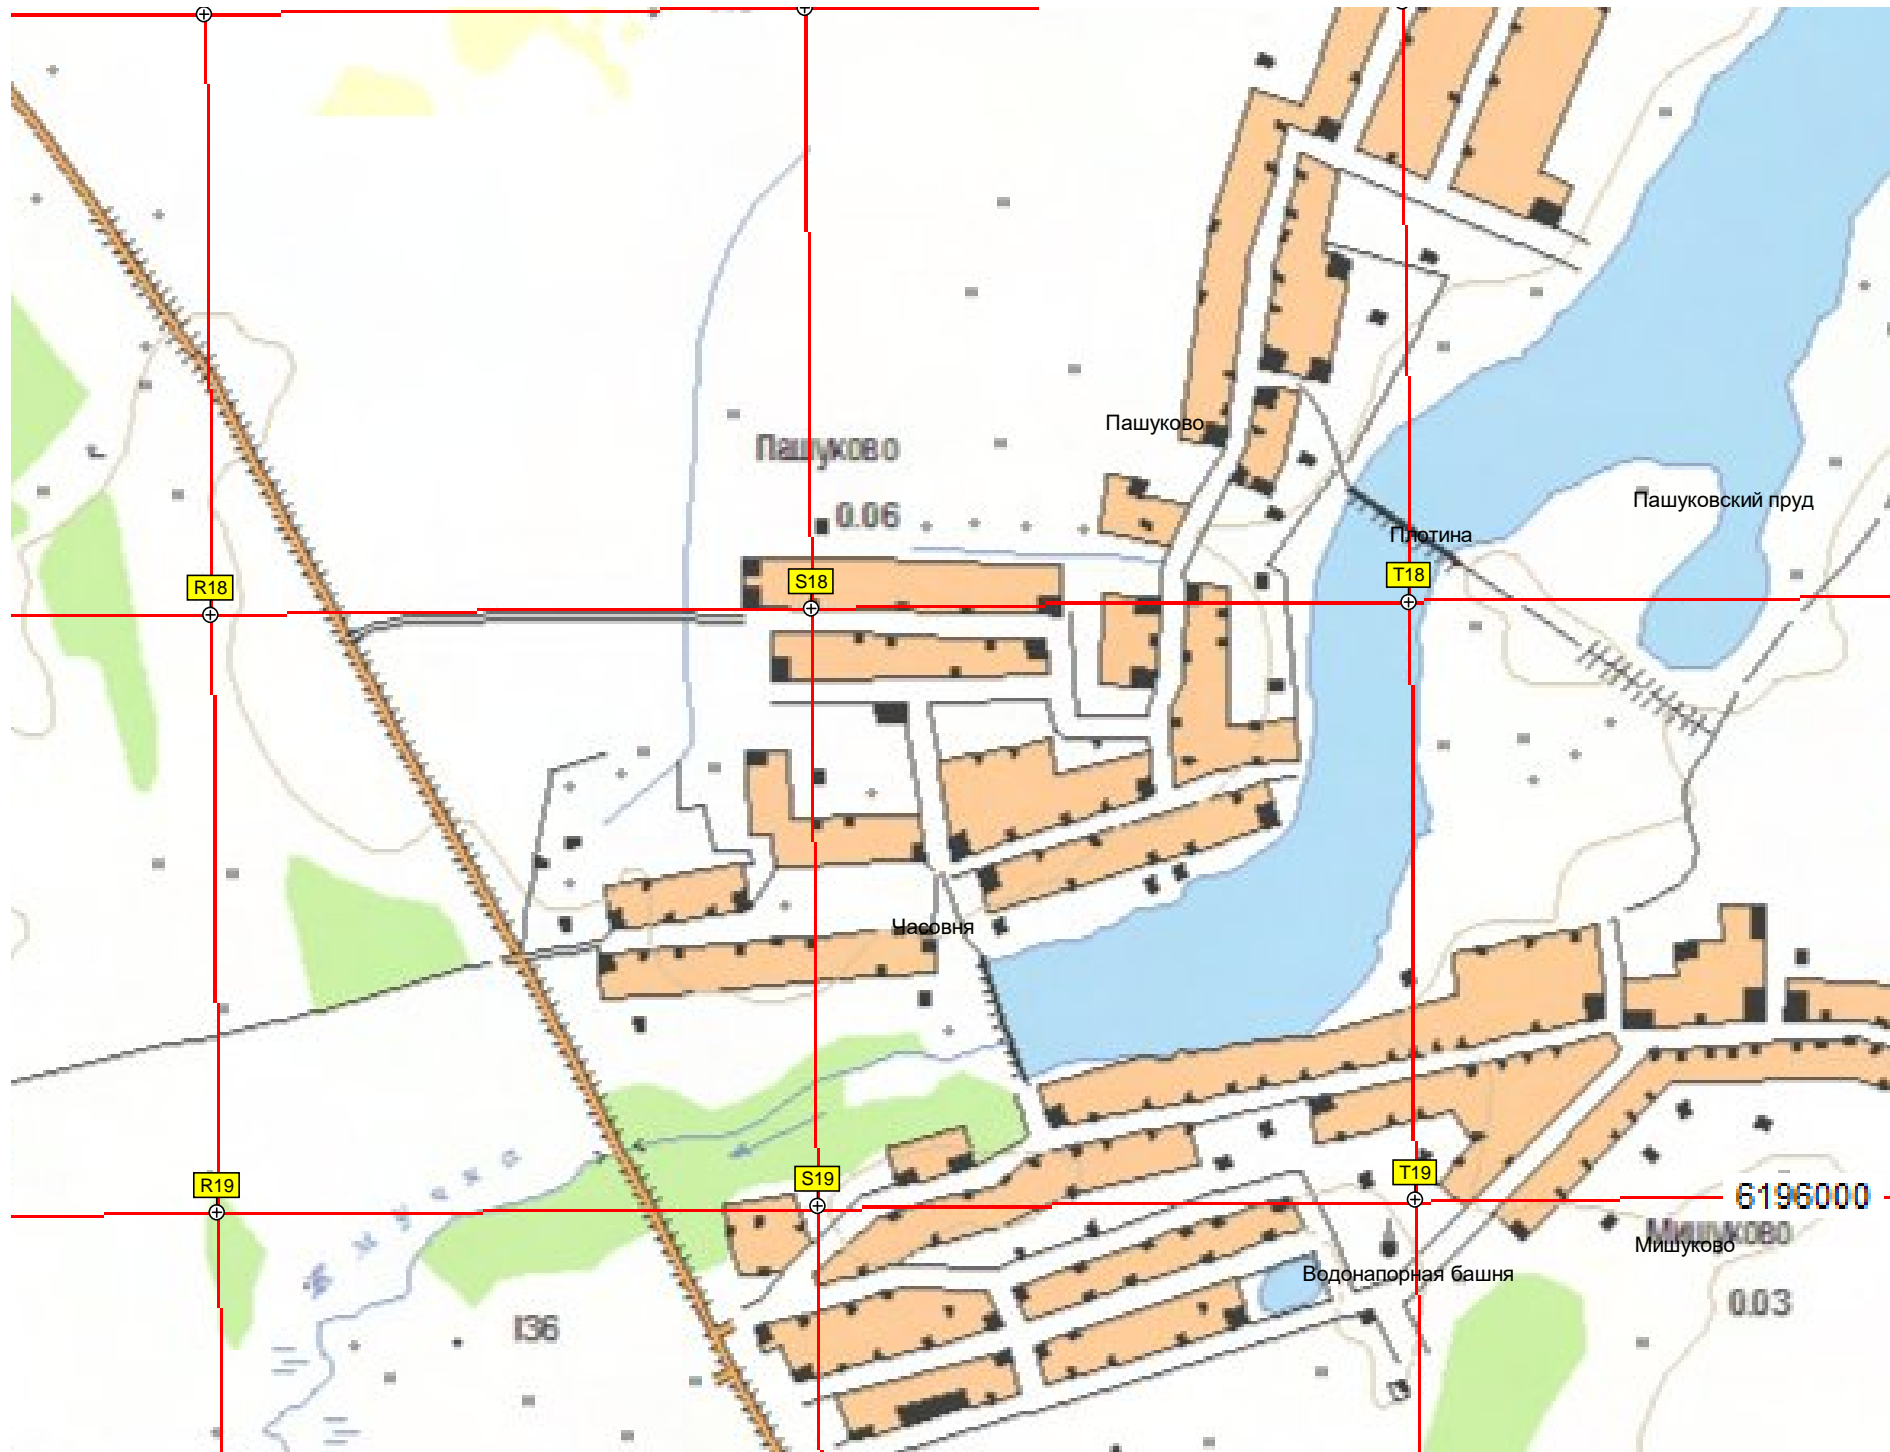 Пашуково
Пашуково
0.06
Пашуковский пруд
Плотина
R18
S18
T18
Часовня
R19
S19
T19
6196000
Мишуково
Мишуково
Водонапорная башня
0.03
136